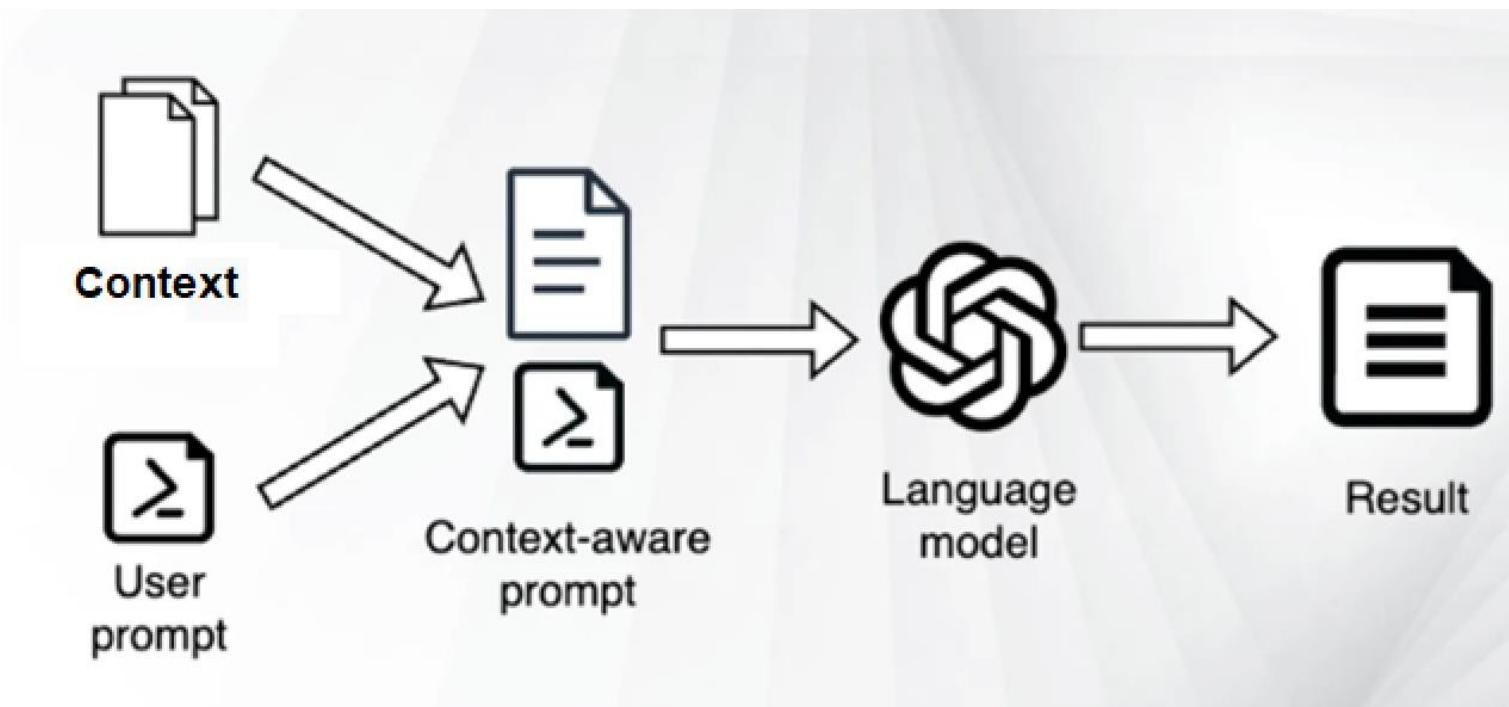 Context
User
prompt
Context-aware
prompt
Language
model
Result